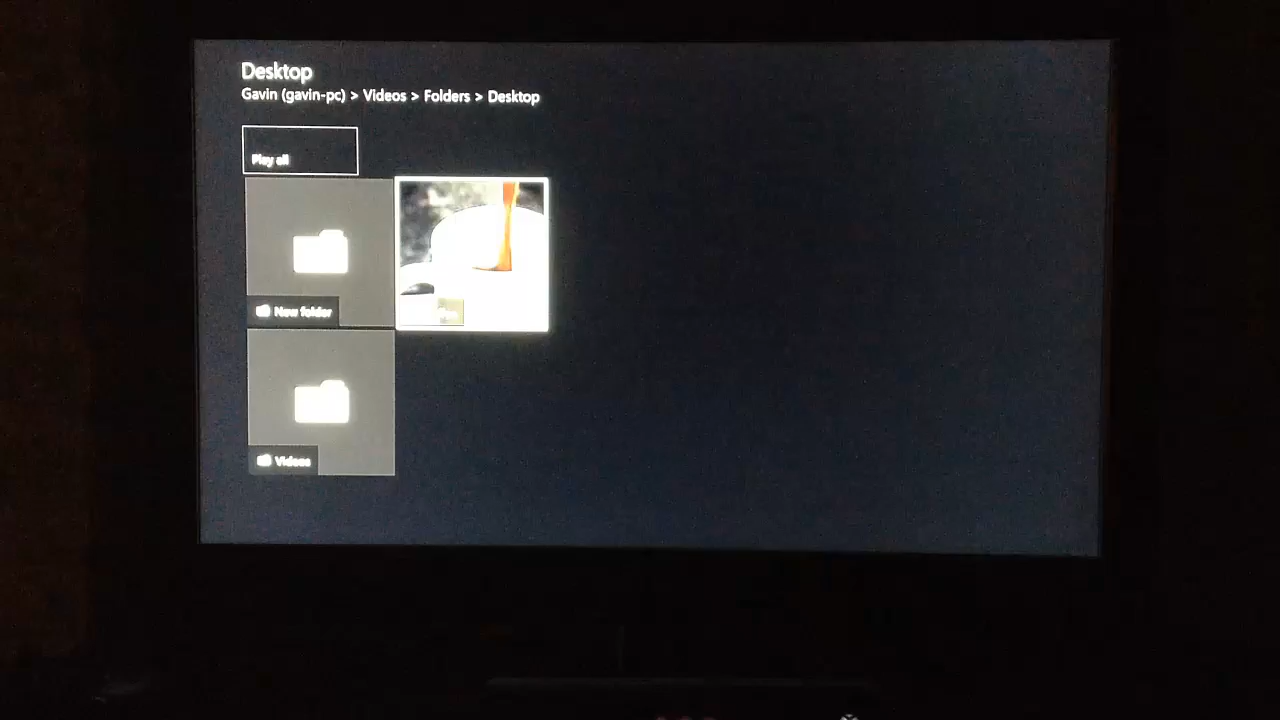 Desktop
Gavin (gavin-pc) > Videos > Folders > Desktop
Play all
New folder
Videos